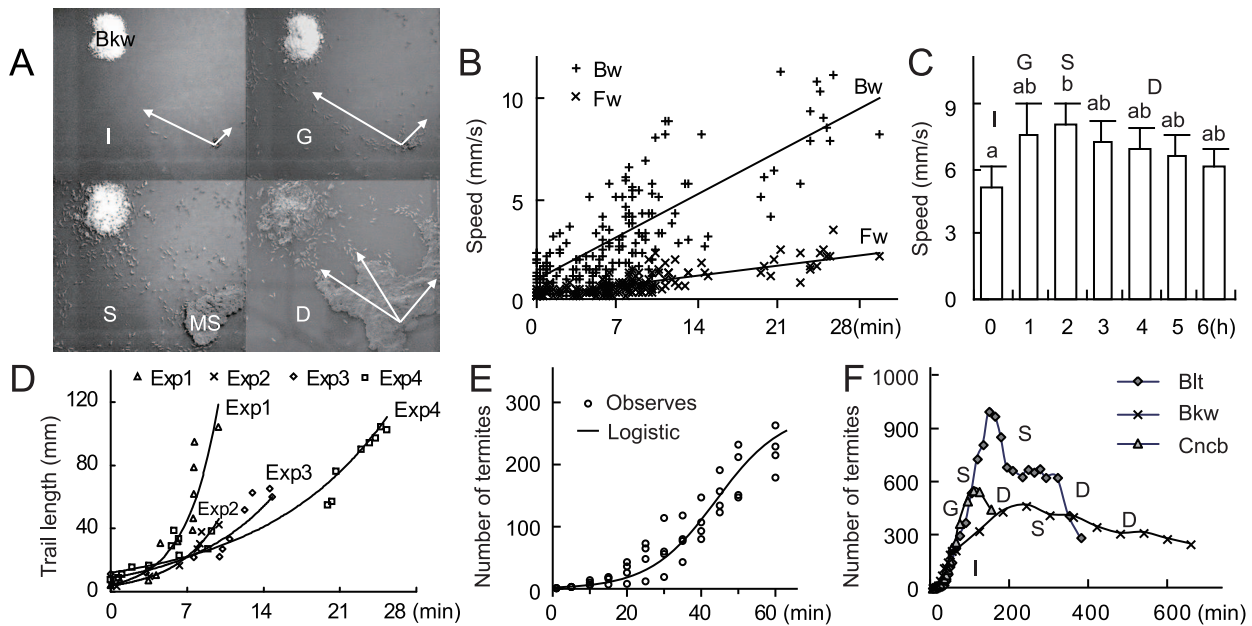 A
Bkw
I
G
S
MS
D
B
Speed (mm/s)
10
5
0
Bw
Fw
Bw
Fw
0 7 14 21 28(min)
C
Speed (mm/s)
9
6
3
0
G S
I ab b D
a ab ab ab ab
0 1 2 3 4 5 6(h)
D
Exp1 Exp2 Exp3 Exp4
Trail length (mm)
120
80
40
0
Exp1
Exp4
Exp3
Exp2
0 7 14 21 28 (min)
E
Number of termites
300
200
100
0
Observes
Logistic
0 20 40 60 (min)
F
Number of termites
1000
900
600
300
0
Blt
Bkw
Cncb
S
S
G D D
S D
I
0 200 400 600 (min)